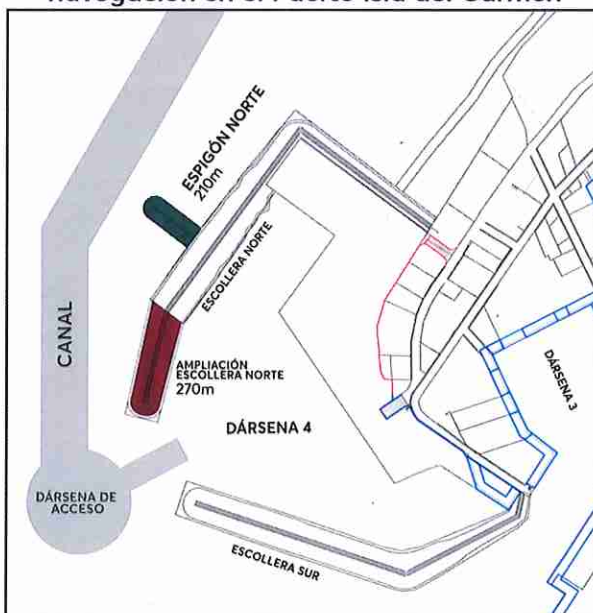 navegación en el Puerto Isla del Carmen
ESPIGÓN NORTE
210m
ESCOLLERA NORTE
CANAL
AMPLIACIÓN
ESCOLLERA NORTE
270m
DÁRSENA 3
DÁRSENA 4
DÁRSENA DE
ACCESO
ESCOLLERA SUR